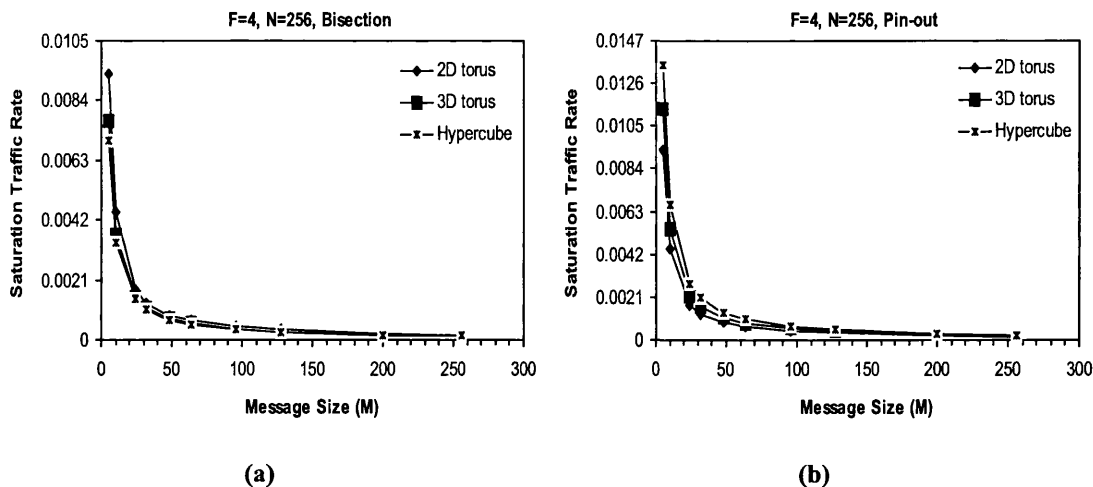 F=4, N=256, Bisection
0.0105
0.0084
0.0063
0.0042
0.0021
0
Saturation Traffic Rate
2D torus
3D torus
Hypercube
0 50 100 150 200 250 300
Message Size (M)
(a)
F=4, N=256, Pin-out
0.0147
0.0126
0.0105
0.0084
0.0063
0.0042
0.0021
0
Saturation Traffic Rate
2D torus
3D torus
Hypercube
0 50 100 150 200 250 300
Message Size (M)
(b)